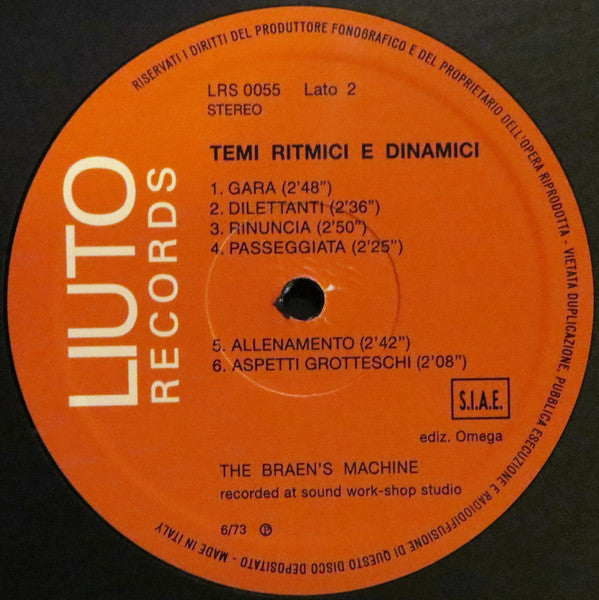 RISERVATI I DIRITTI DEL PRODUTTORE FONOGRAFICO E DEL PROPRIETARIO DELL'OPERA RIPRODOTTA - VIETATA DUPLICAZIONE, PUBBLICA ESECUZIONE E RADIODIFFUSIONE DI QUESTO DISCO DEPOSITATO - MADE IN ITALY
LRS 0055 Lato 2
STEREO
LIUTO
RECORDS
TEMI RITMICI E DINAMICI
1. GARA (2'48")
2. DILETTANTI (2'36")
3. RINUNCIA (2'50")
4. PASSEGGIATA (2'25")
5. ALLENAMENTO (2'42")
6. ASPETTI GROTTESCHI (2'08")
S.I.A.E.
ediz. Omega
THE BRAEN'S MACHINE
recorded at sound work-shop studio
6/73 ℗